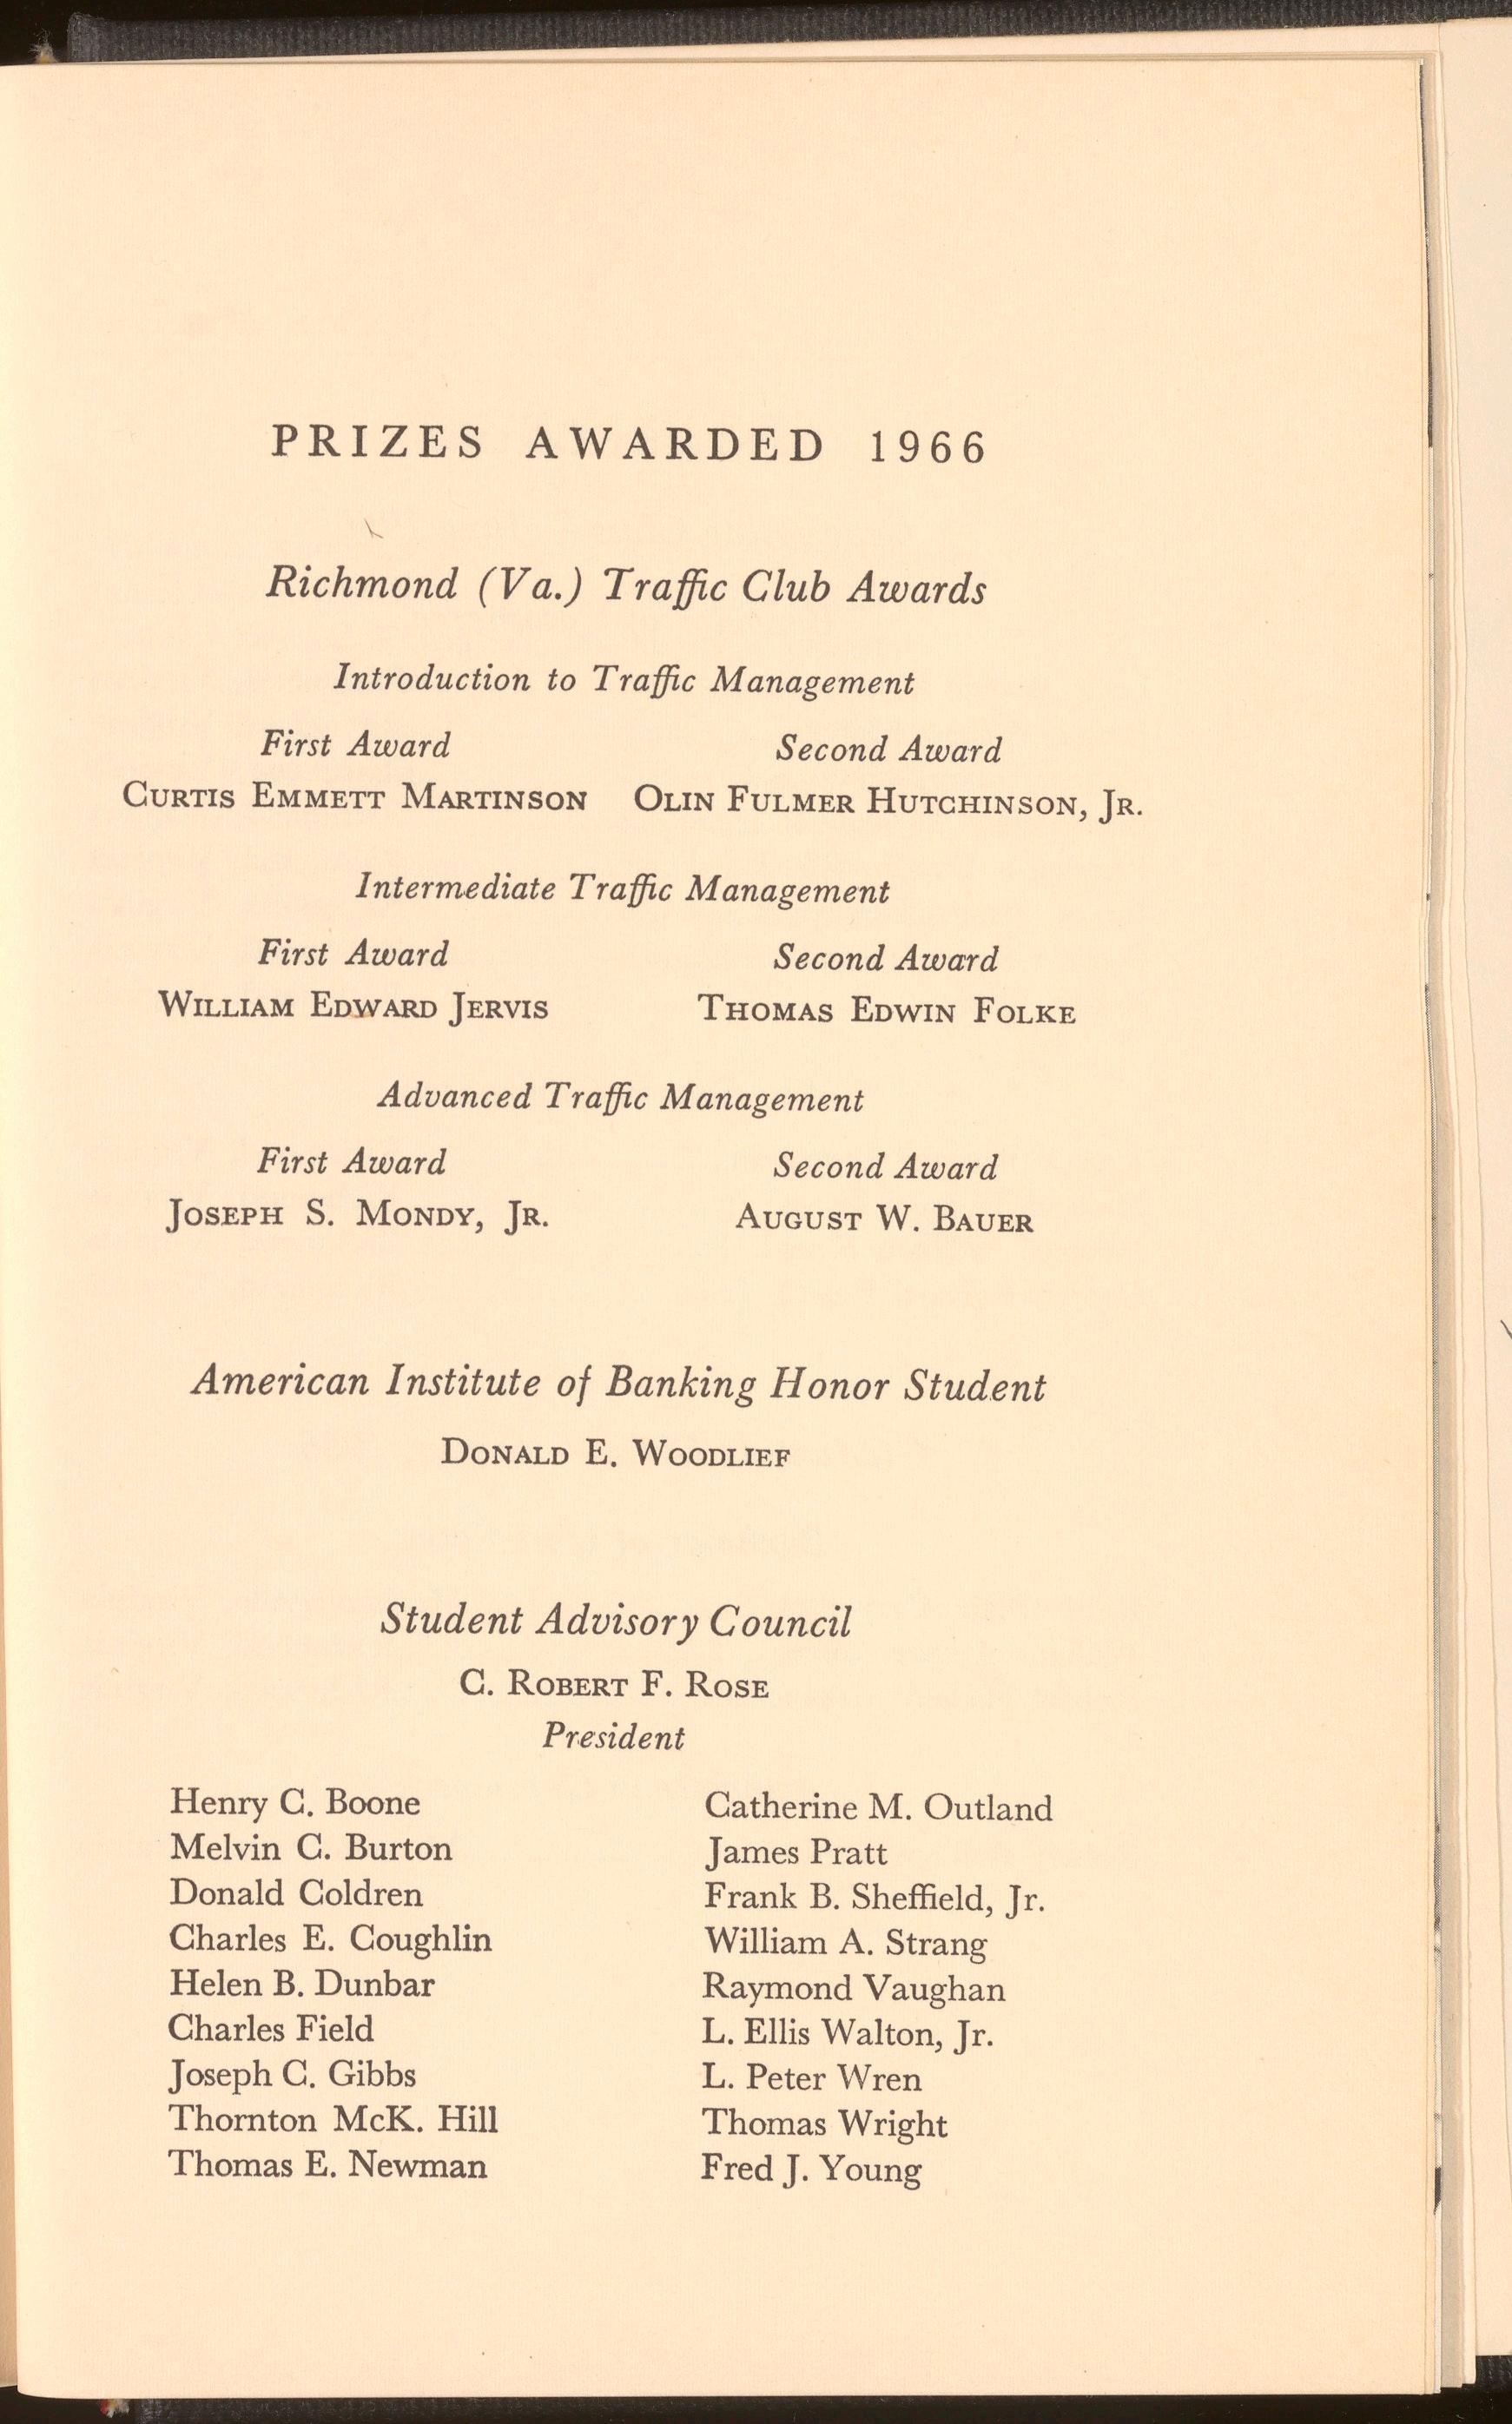 PRIZES AWARDED 1966
Richmond (Va.) Traffic Club Awards
Introduction to Traffic Management
First Award Second Award
CURTIS EMMETT MARTINSON OLIN FULMER HUTCHINSON, JR.
Intermediate Traffic Management
First Award Second Award
WILLIAM EDWARD JERVIS THOMAS EDWIN FOLKE
Advanced Traffic Management
First Award Second Award
JOSEPH S. MONDY, JR. AUGUST W. BAUER
American Institute of Banking Honor Student
DONALD E. WOODLIEF
Student Advisory Council
C. ROBERT F. ROSE
President
Henry C. Boone
Melvin C. Burton
Donald Coldren
Charles E. Coughlin
Helen B. Dunbar
Charles Field
Joseph C. Gibbs
Thornton McK. Hill
Thomas E. Newman
Catherine M. Outland
James Pratt
Frank B. Sheffield, Jr.
William A. Strang
Raymond Vaughan
L. Ellis Walton, Jr.
L. Peter Wren
Thomas Wright
Fred J. Young